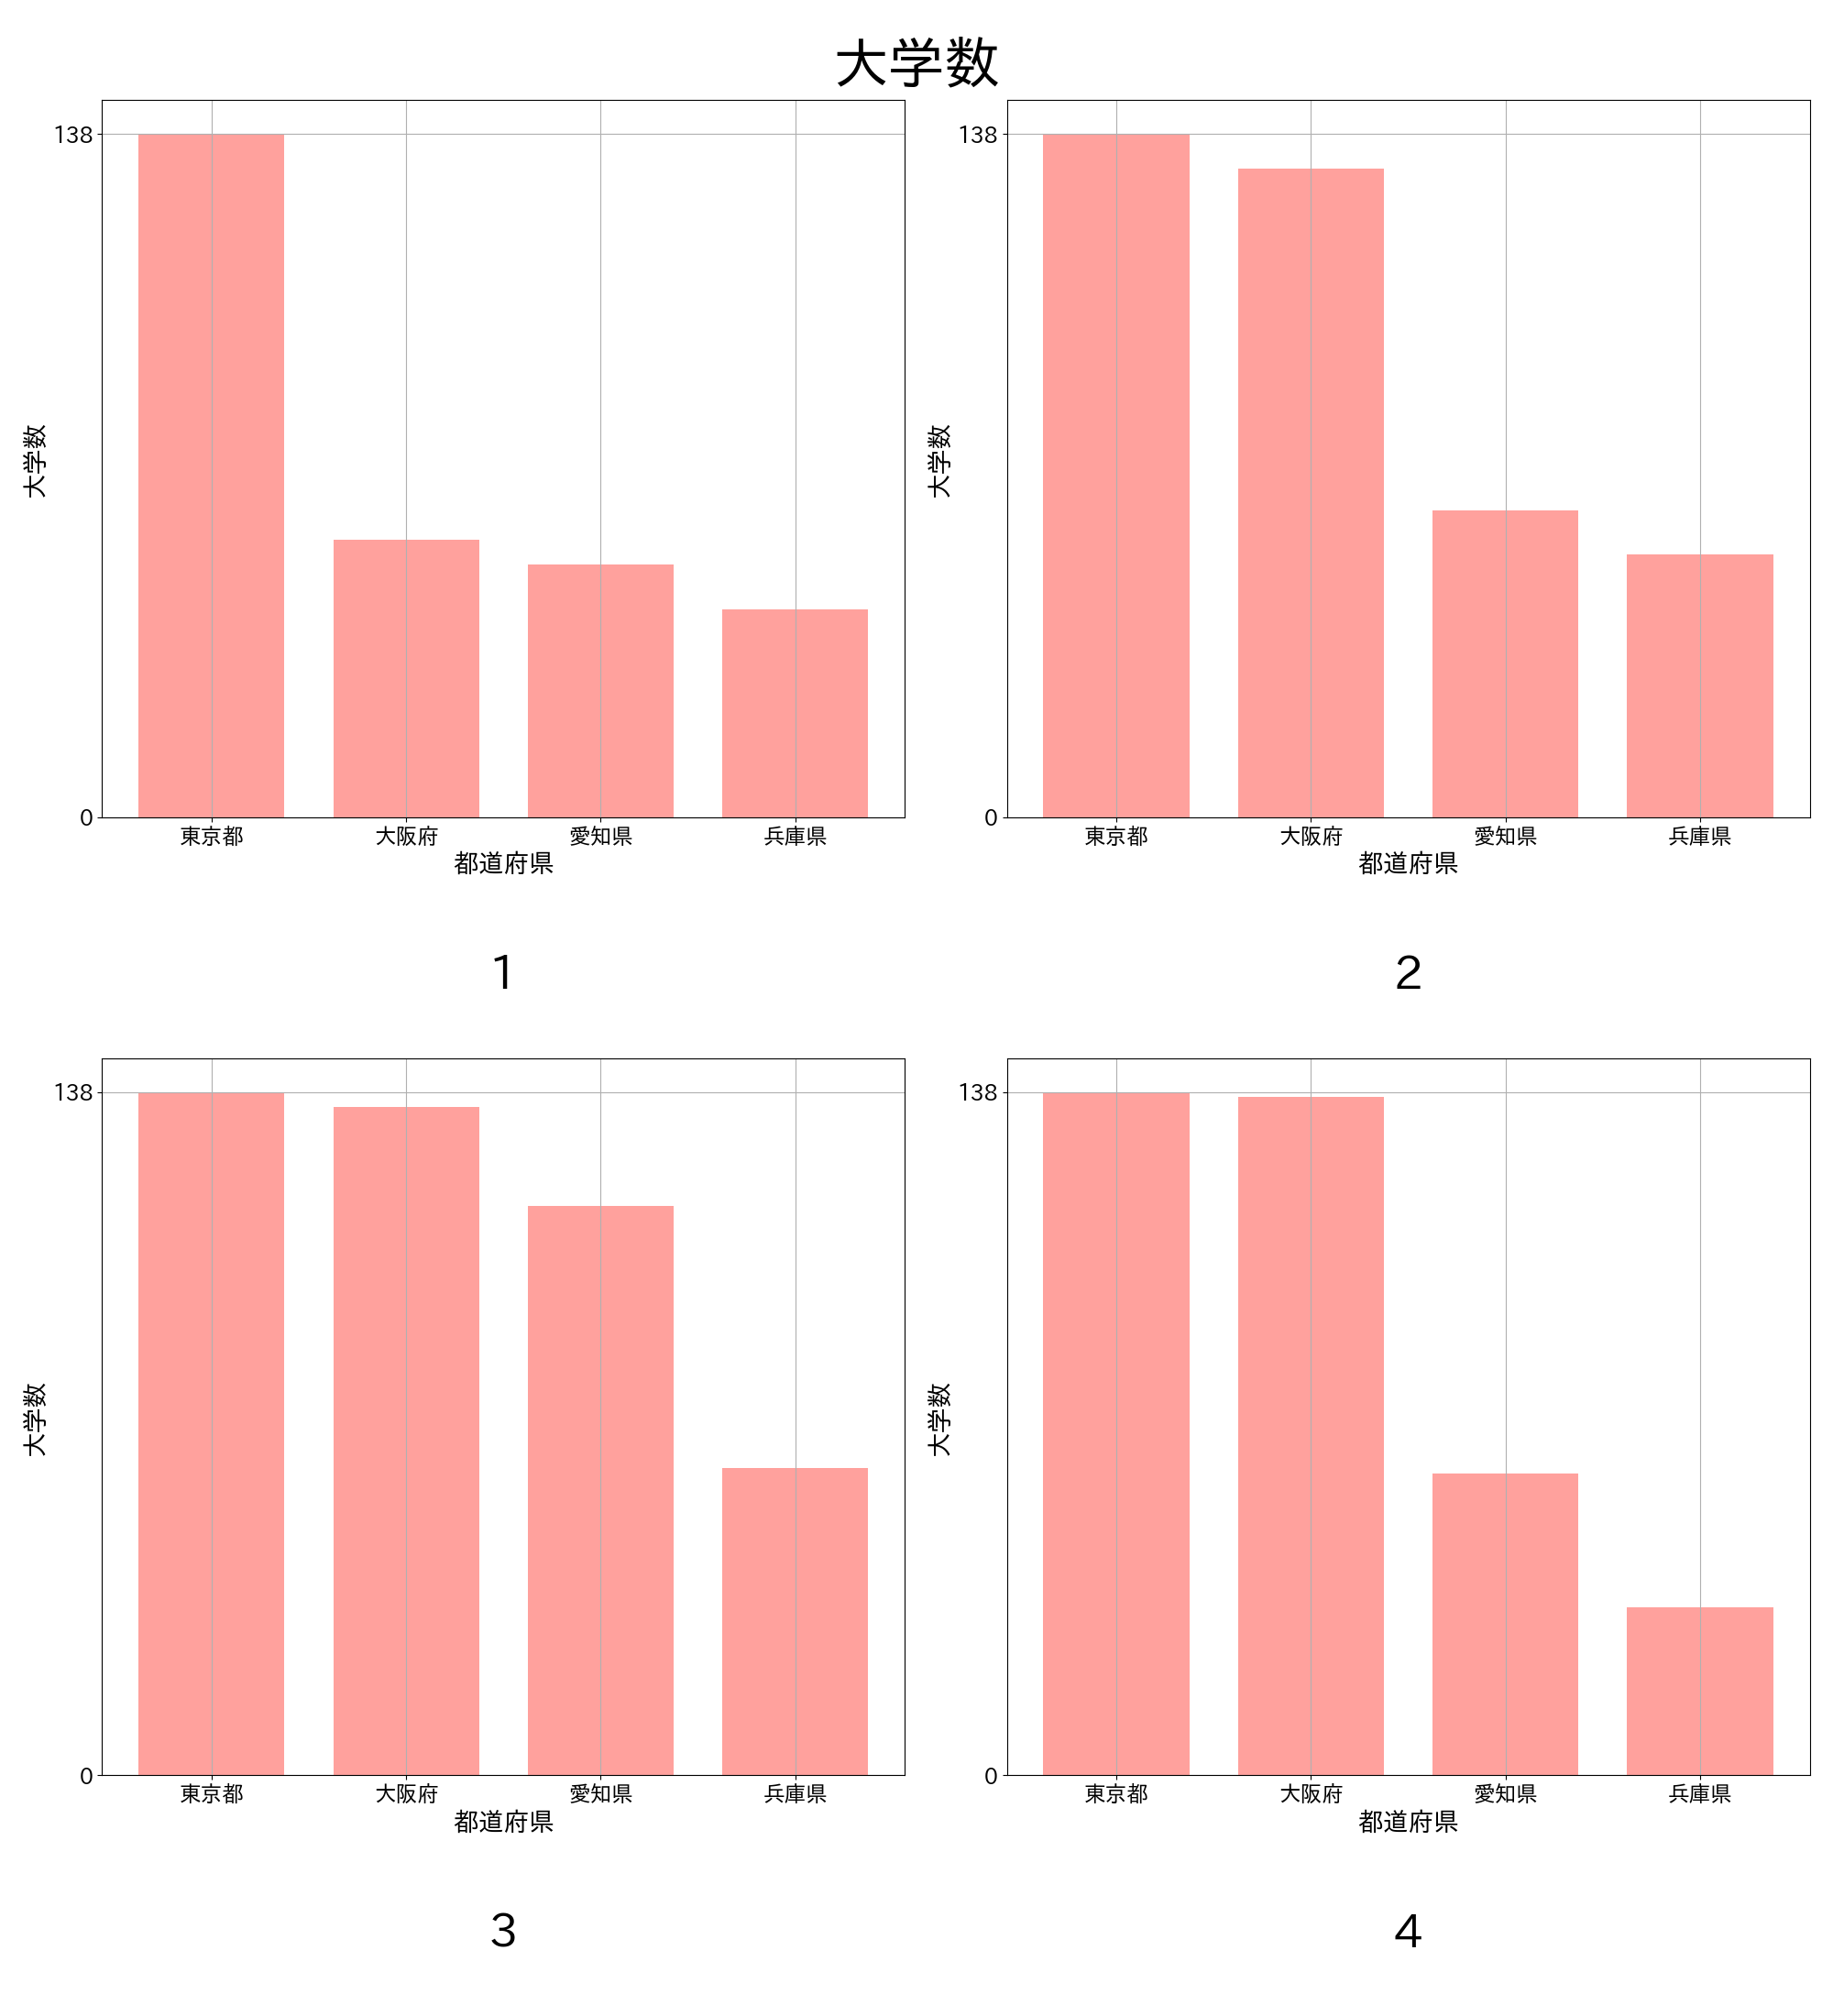 大学数
138
0
大学数
東京都 大阪府 愛知県 兵庫県
都道府県
1
138
0
大学数
東京都 大阪府 愛知県 兵庫県
都道府県
2
138
0
大学数
東京都 大阪府 愛知県 兵庫県
都道府県
3
138
0
大学数
東京都 大阪府 愛知県 兵庫県
都道府県
4